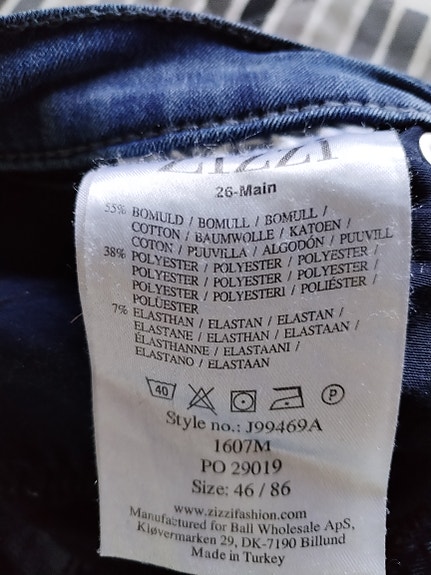 ZIZZI
26-Main
55% BOMULD / BOMULL / BOMULL /
COTTON / BAUMWOLLE / KATOEN /
COTON / PUUVILLA / ALGODÓN / PUUVILL
38% POLYESTER / POLYESTER / POLYESTER /
POLYESTER / POLYESTER / POLYESTER /
POLYESTER / POLYESTERI / POLIÉSTER /
POLÜESTER
7% ELASTHAN / ELASTAN / ELASTAN /
ELASTANE / ELASTHAN / ELASTAAN /
ÉLASTHANNE / ELASTAANI /
ELASTANO / ELASTAAN
40 P
Style no.: J99469A
1607M
PO 29019
Size: 46 / 86
www.zizzifashion.com
Manufactured for Ball Wholesale ApS,
Kløvermarken 29, DK-7190 Billund
Made in Turkey